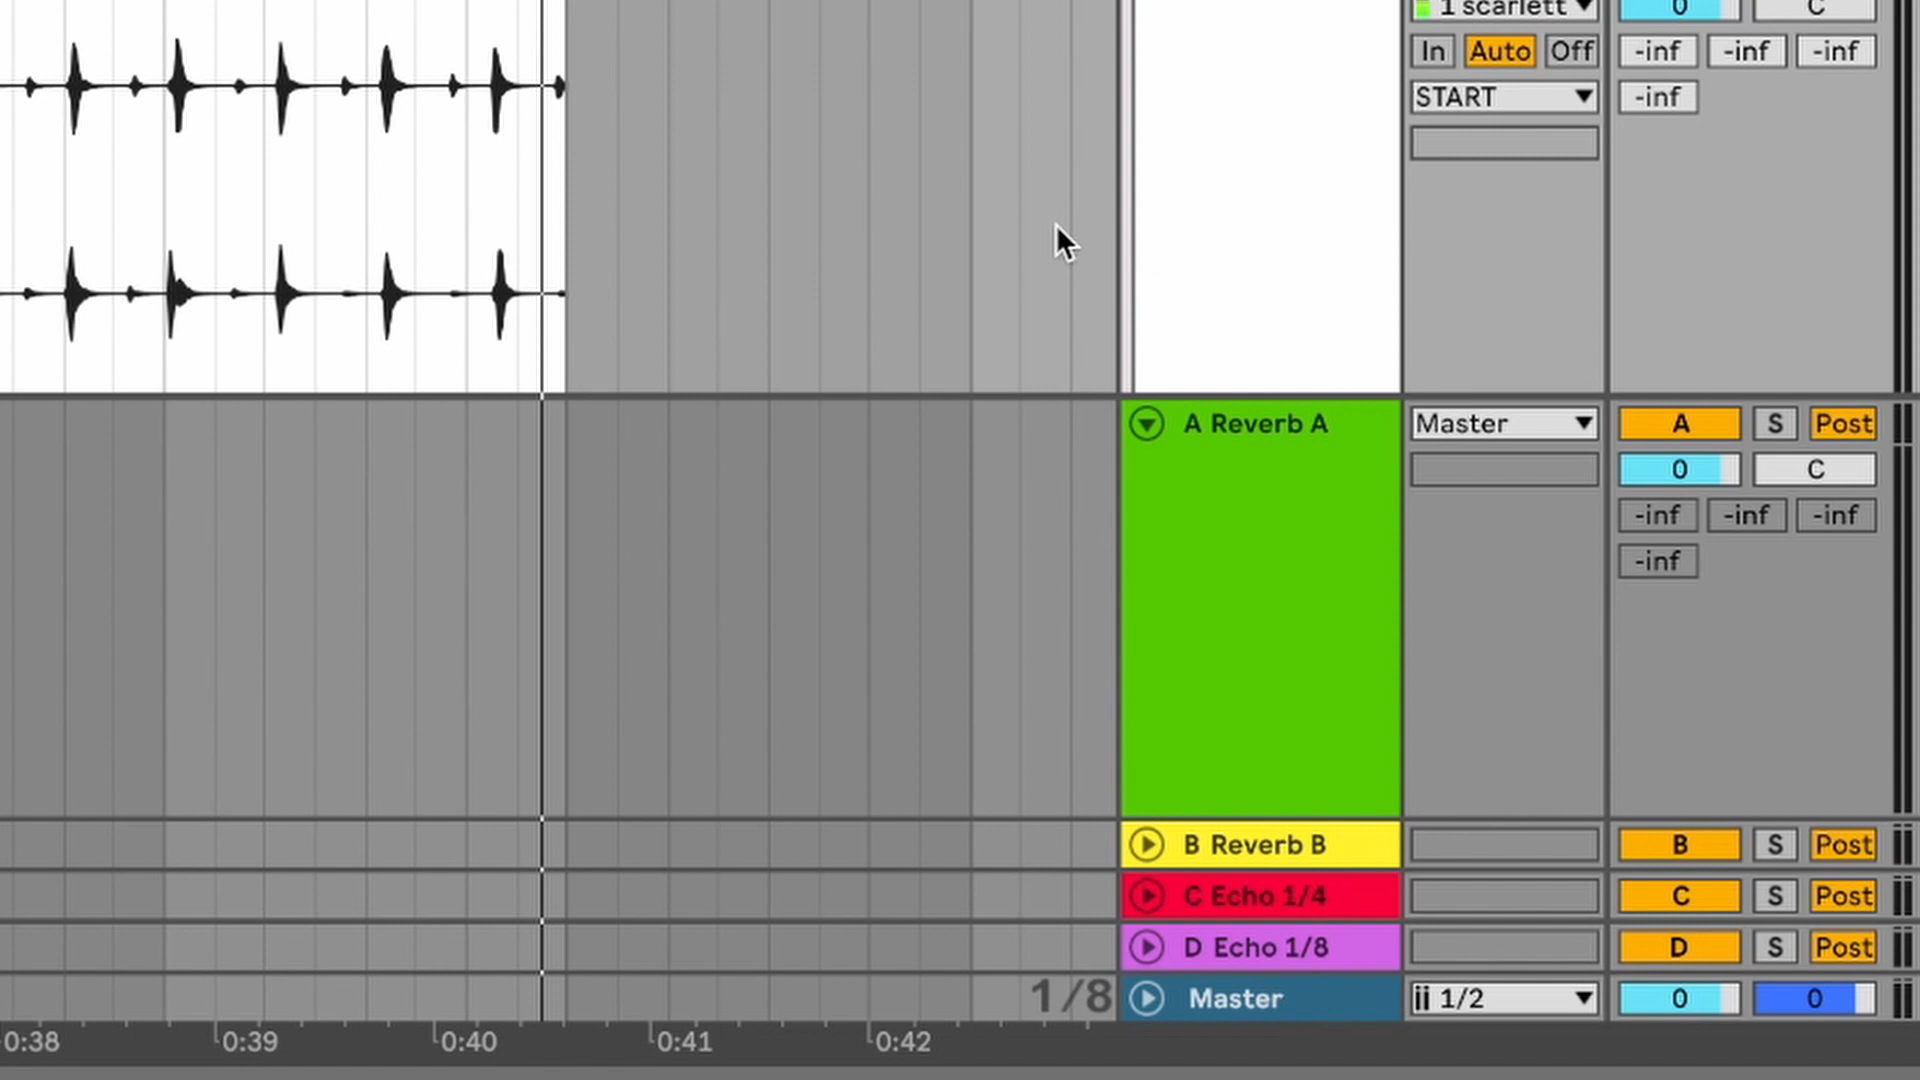 1 scarlett 0 C
In Auto Off -inf -inf -inf
START -inf
A Reverb A Master A S Post
0 C
-inf -inf -inf
-inf
B Reverb B B S Post
C Echo 1/4 C S Post
D Echo 1/8 D S Post
1/8 Master ii 1/2 0 0
0:38 0:39 0:40 0:41 0:42